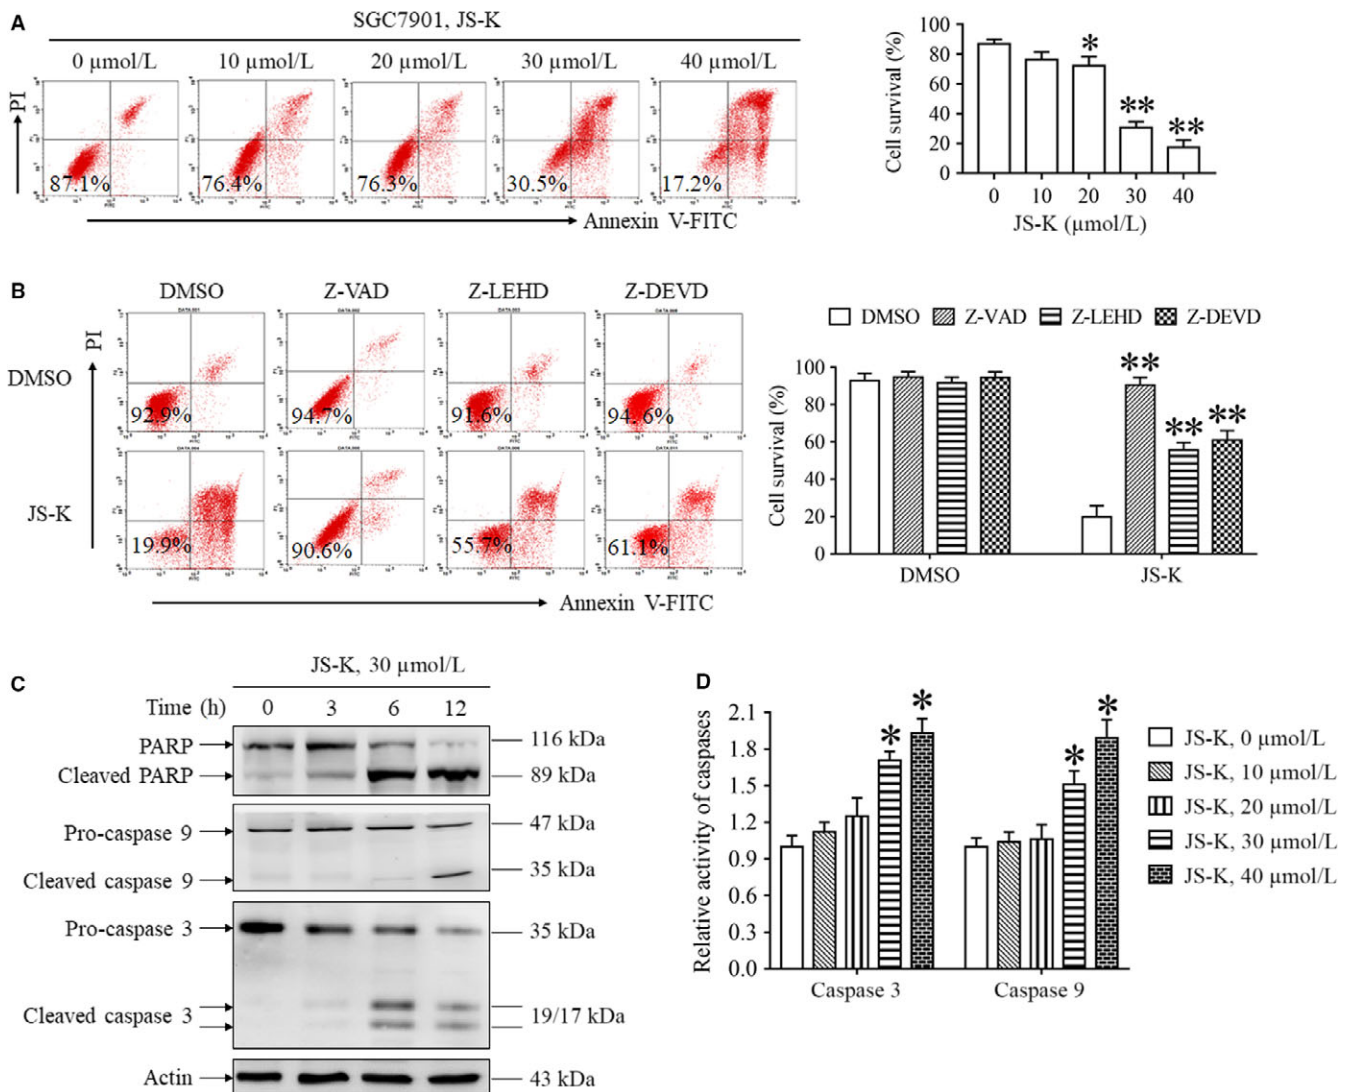 A
SGC7901, JS-K
0 µmol/L 10 µmol/L 20 µmol/L 30 µmol/L 40 µmol/L
PI
87.1% 76.4% 76.3% 30.5% 17.2%
Annexin V-FITC
Cell survival (%)
100
80
60
40
20
0
* ** **
0 10 20 30 40
JS-K (µmol/L)
B
DMSO Z-VAD Z-LEHD Z-DEVD
PI
DMSO
92.9% 94.7% 91.6% 94.6%
JS-K
19.9% 90.6% 55.7% 61.1%
Annexin V-FITC
DMSO Z-VAD Z-LEHD Z-DEVD
Cell survival (%)
100
80
60
40
20
0
** ** **
DMSO JS-K
C
JS-K, 30 µmol/L
Time (h) 0 3 6 12
PARP 116 kDa
Cleaved PARP 89 kDa
Pro-caspase 9 47 kDa
Cleaved caspase 9 35 kDa
Pro-caspase 3 35 kDa
Cleaved caspase 3 19/17 kDa
Actin 43 kDa
D
Relative activity of caspases
2.1
1.8
1.5
1.2
0.9
0.6
0.3
0.0
* * * *
Caspase 3 Caspase 9
JS-K, 0 µmol/L
JS-K, 10 µmol/L
JS-K, 20 µmol/L
JS-K, 30 µmol/L
JS-K, 40 µmol/L